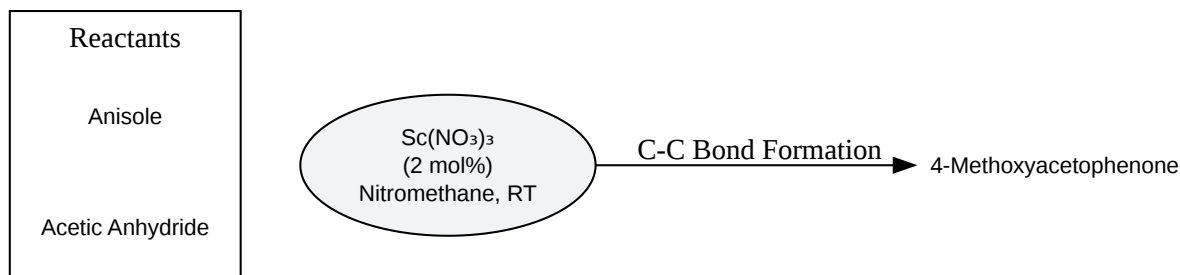 Reactants
Anisole
Acetic Anhydride
Sc(NO₃)₃
(2 mol%)
Nitromethane, RT
C-C Bond Formation
4-Methoxyacetophenone